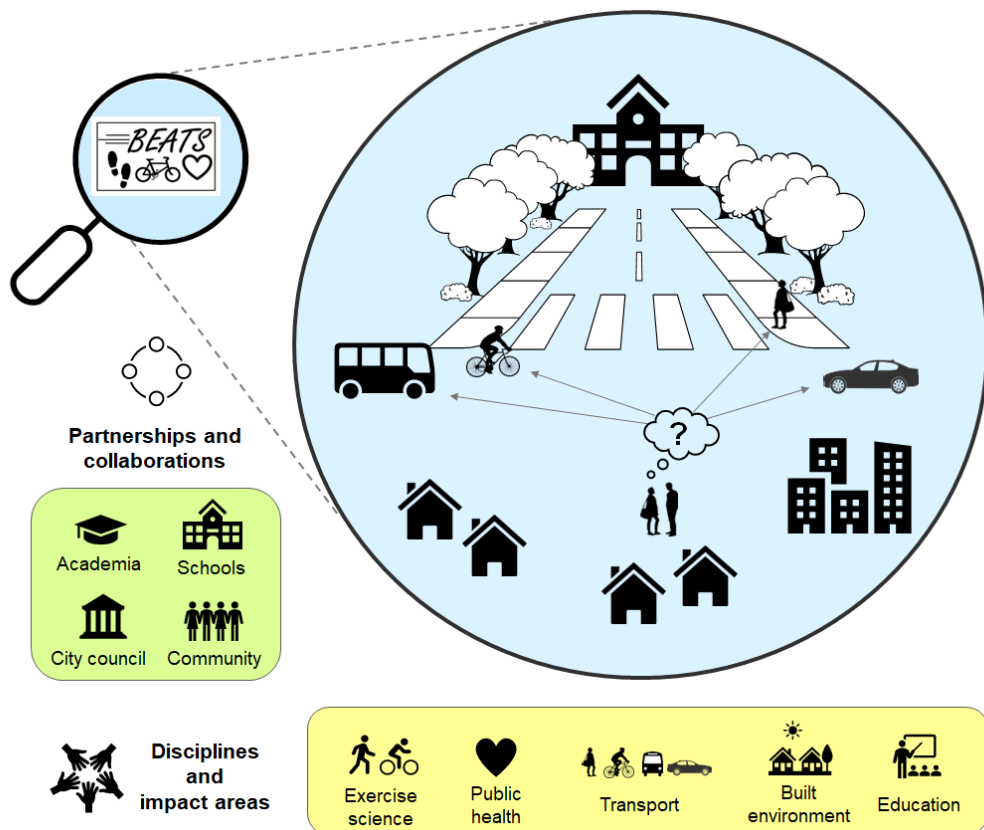 BEATS
?
Partnerships and
collaborations
Academia
Schools
City council
Community
Disciplines
and
impact areas
Exercise
science
Public
health
Transport
Built
environment
Education